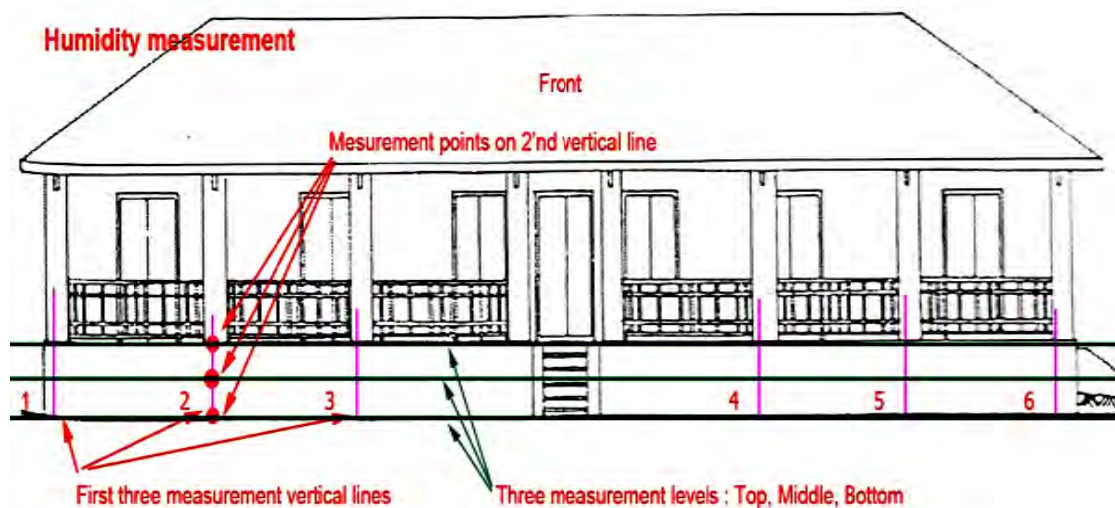 Humidity measurement
Front
Mesurement points on 2'nd vertical line
1 2 3 4 5 6
First three measurement vertical lines
Three measurement levels : Top, Middle, Bottom